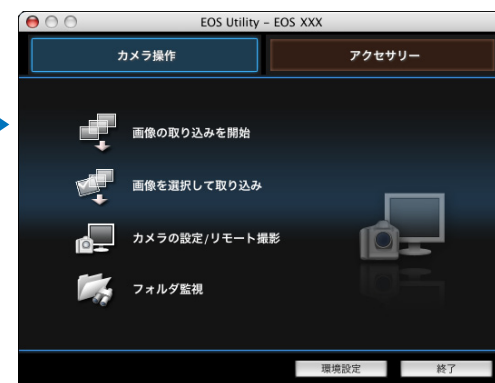 EOS Utility – EOS XXX
カメラ操作 アクセサリー
画像の取り込みを開始
画像を選択して取り込み
カメラの設定/リモート撮影
フォルダ監視
環境設定 終了